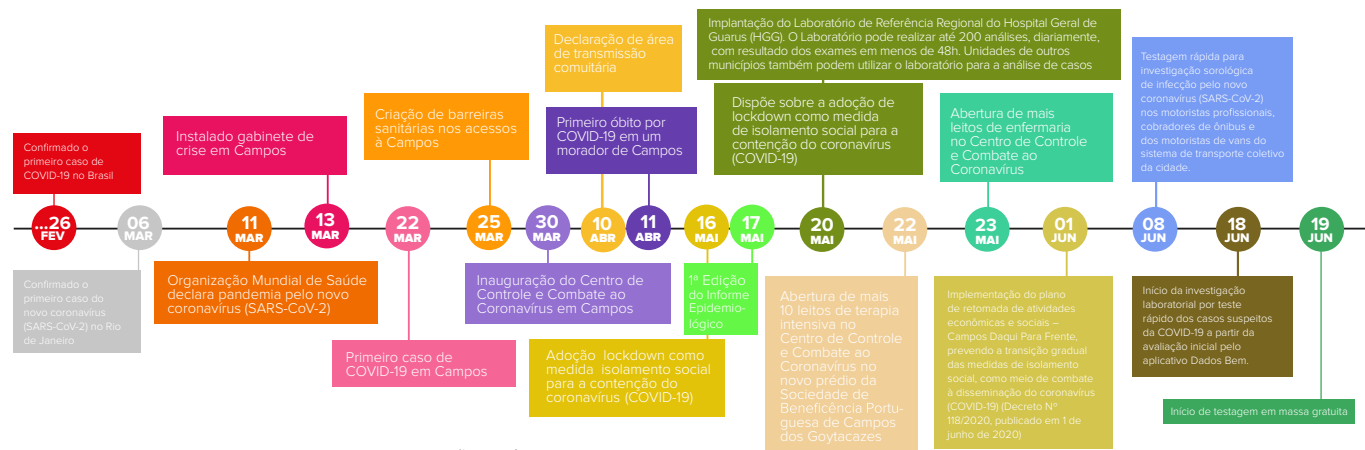 ...26
FEV
Confirmado o
primeiro caso de
COVID-19 no Brasil
06
MAR
Confirmado o
primeiro caso do
novo coronavírus
(SARS-CoV-2) no Rio
de Janeiro
11
MAR
Organização Mundial de Saúde
declara pandemia pelo novo
coronavírus (SARS-CoV-2)
13
MAR
Instalado gabinete de
crise em Campos
22
MAR
Primeiro caso de
COVID-19 em Campos
25
MAR
Criação de barreiras
sanitárias nos acessos
à Campos
30
MAR
Inauguração do Centro de
Controle e Combate ao
Coronavírus em Campos
10
ABR
Declaração de área
de transmissão
comuitária
11
ABR
Primeiro óbito por
COVID-19 em um
morador de Campos
16
MAI
Adoção lockdown como
medida isolamento social
para a contenção do
coronavírus (COVID-19)
17
MAI
1ª Edição
do Informe
Epidemio-
lógico
20
MAI
Implantação do Laboratório de Referência Regional do Hospital Geral de
Guarus (HGG). O Laboratório pode realizar até 200 análises, diariamente,
com resultado dos exames em menos de 48h. Unidades de outros
municípios também podem utilizar o laboratório para a análise de casos
Dispõe sobre a adoção de
lockdown como medida
de isolamento social para a
contenção do coronavírus
(COVID-19)
22
MAI
Abertura de mais
10 leitos de terapia
intensiva no
Centro de Controle
e Combate ao
Coronavírus no
novo prédio da
Sociedade de
Beneficência Portu-
guesa de Campos
dos Goytacazes
23
MAI
Abertura de mais
leitos de enfermaria
no Centro de Controle
e Combate ao
Coronavírus
01
JUN
Implementação do plano
de retomada de atividades
econômicas e sociais –
Campos Daqui Para Frente,
prevendo a transição gradual
das medidas de isolamento
social, como meio de combate
à disseminação do coronavírus
(COVID-19) (Decreto Nº
118/2020, publicado em 1 de
junho de 2020)
08
JUN
Testagem rápida para
investigação sorológica
de infecção pelo novo
coronavírus (SARS-CoV-2)
nos motoristas profissionais,
cobradores de ônibus e
dos motoristas de vans do
sistema de transporte coletivo
da cidade.
18
JUN
Início da investigação
laboratorial por teste
rápido dos casos suspeitos
da COVID-19 a partir da
avaliação inicial pelo
aplicativo Dados Bem.
19
JUN
Início de testagem em massa gratuita